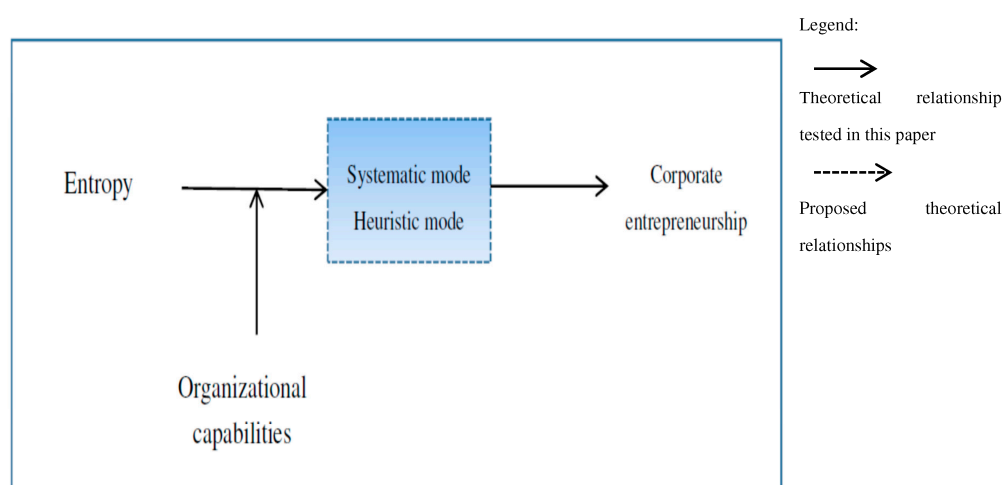 Legend:
Theoretical relationship
tested in this paper
Proposed theoretical
relationships
Entropy
Systematic mode
Heuristic mode
Corporate
entrepreneurship
Organizational
capabilities